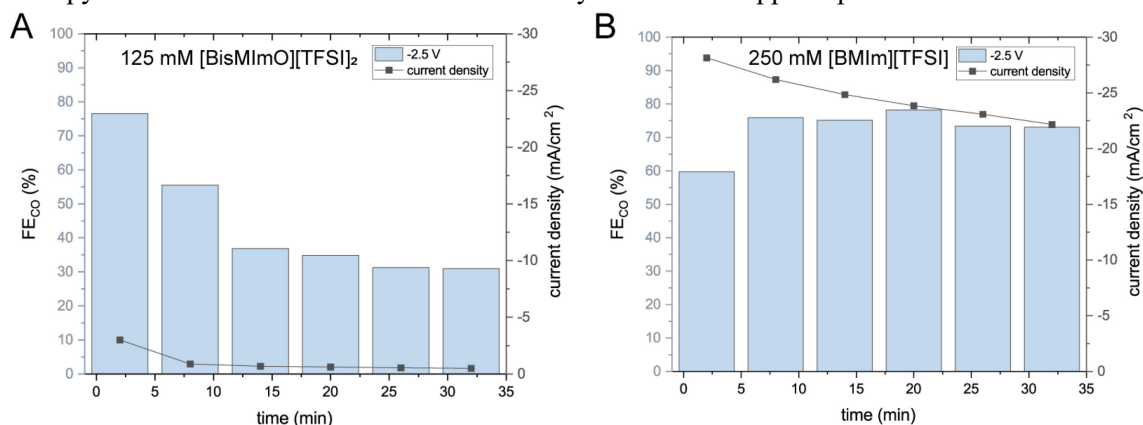 A
125 mM [BisMImO][TFSI]₂
-2.5 V
current density
100
90
80
70
60
50
40
30
20
10
0
FE_CO (%)
-30
-25
-20
-15
-10
-5
0
current density (mA/cm ²)
0 5 10 15 20 25 30 35
time (min)
B
250 mM [BMIm][TFSI]
-2.5 V
current density
100
90
80
70
60
50
40
30
20
10
0
FE_CO (%)
-30
-25
-20
-15
-10
-5
0
current density (mA/cm ²)
0 5 10 15 20 25 30 35
time (min)